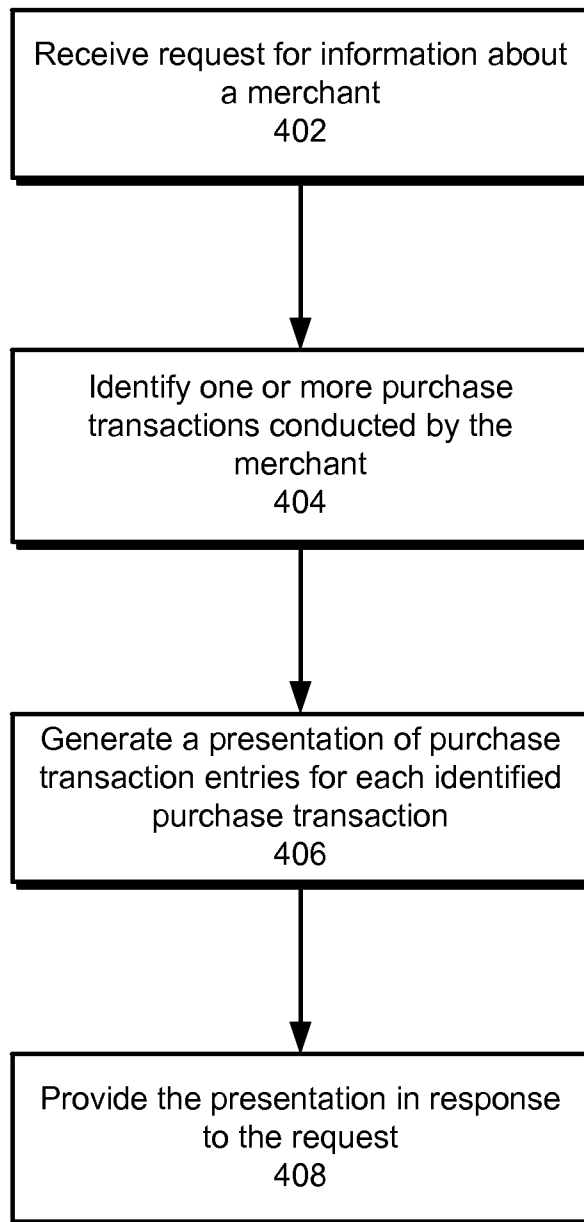 Receive request for information about
a merchant
402
Identify one or more purchase
transactions conducted by the
merchant
404
Generate a presentation of purchase
transaction entries for each identified
purchase transaction
406
Provide the presentation in response
to the request
408